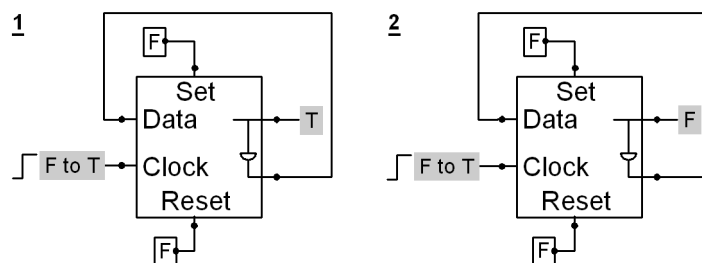 1
F
Set
Data
T
F to T
Clock
Reset
F
2
F
Set
Data
F
F to T
Clock
Reset
F